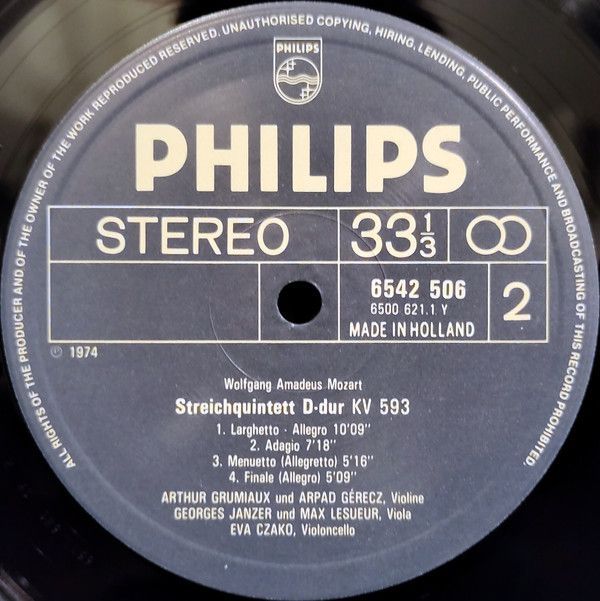 ALL RIGHTS OF THE PRODUCER AND OF THE OWNER OF THE WORK REPRODUCED RESERVED. UNAUTHORISED COPYING, HIRING, LENDING, PUBLIC PERFORMANCE AND BROADCASTING OF THIS RECORD PROHIBITED.
PHILIPS
PHILIPS
STEREO 33 1/3
6542 506
6500 621.1 Y
MADE IN HOLLAND
2
℗ 1974
Wolfgang Amadeus Mozart
Streichquintett D-dur KV 593
1. Larghetto - Allegro 10'09"
2. Adagio 7'18"
3. Menuetto (Allegretto) 5'16"
4. Finale (Allegro) 5'09"
ARTHUR GRUMIAUX und ARPAD GÉRECZ, Violine
GEORGES JANZER und MAX LESUEUR, Viola
EVA CZAKO, Violoncello